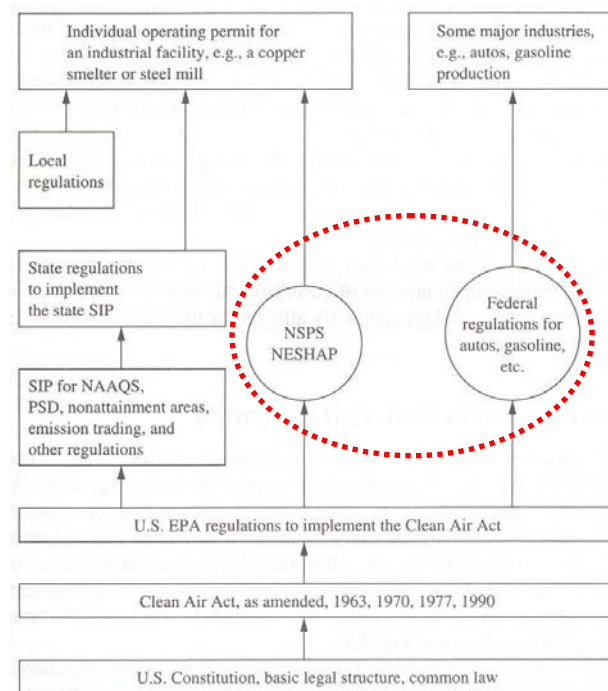 Individual operating permit for
an industrial facility, e.g., a copper
smelter or steel mill
Some major industries,
e.g., autos, gasoline
production
Local
regulations
State regulations
to implement
the state SIP
NSPS
NESHAP
Federal
regulations for
autos, gasoline,
etc.
SIP for NAAQS,
PSD, nonattainment areas,
emission trading, and
other regulations
U.S. EPA regulations to implement the Clean Air Act
Clean Air Act, as amended, 1963, 1970, 1977, 1990
U.S. Constitution, basic legal structure, common law